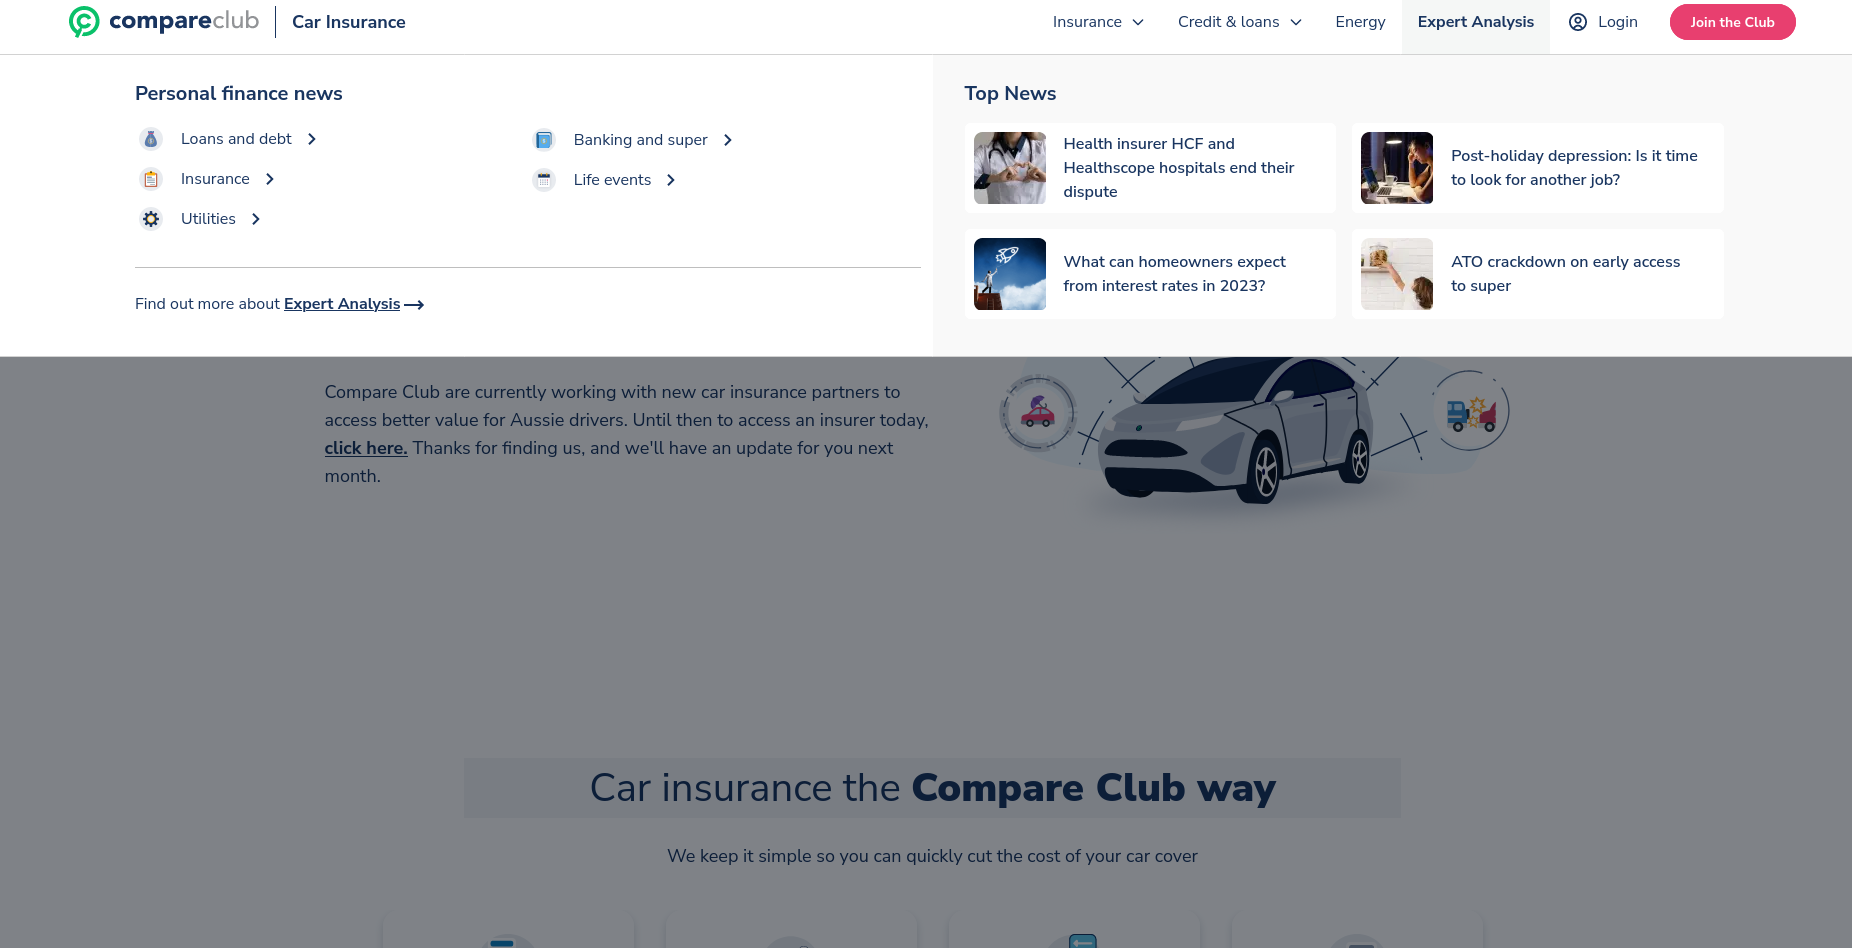 compareclub
Car Insurance
Insurance
Credit & loans
Energy
Expert Analysis
Login
Join the Club
Personal finance news
Loans and debt
Insurance
Utilities
Banking and super
Life events
Find out more about Expert Analysis
Top News
Health insurer HCF and
Healthscope hospitals end their
dispute
Post-holiday depression: Is it time
to look for another job?
What can homeowners expect
from interest rates in 2023?
ATO crackdown on early access
to super
Compare Club are currently working with new car insurance partners to
access better value for Aussie drivers. Until then to access an insurer today,
click here. Thanks for finding us, and we'll have an update for you next
month.
Car insurance the Compare Club way
We keep it simple so you can quickly cut the cost of your car cover